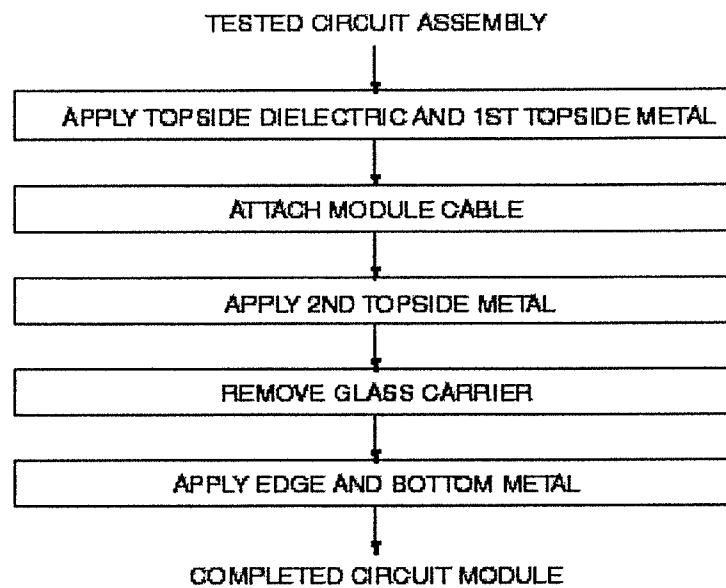 TESTED CIRCUIT ASSEMBLY
APPLY TOPSIDE DIELECTRIC AND 1ST TOPSIDE METAL
ATTACH MODULE CABLE
APPLY 2ND TOPSIDE METAL
REMOVE GLASS CARRIER
APPLY EDGE AND BOTTOM METAL
COMPLETED CIRCUIT MODULE